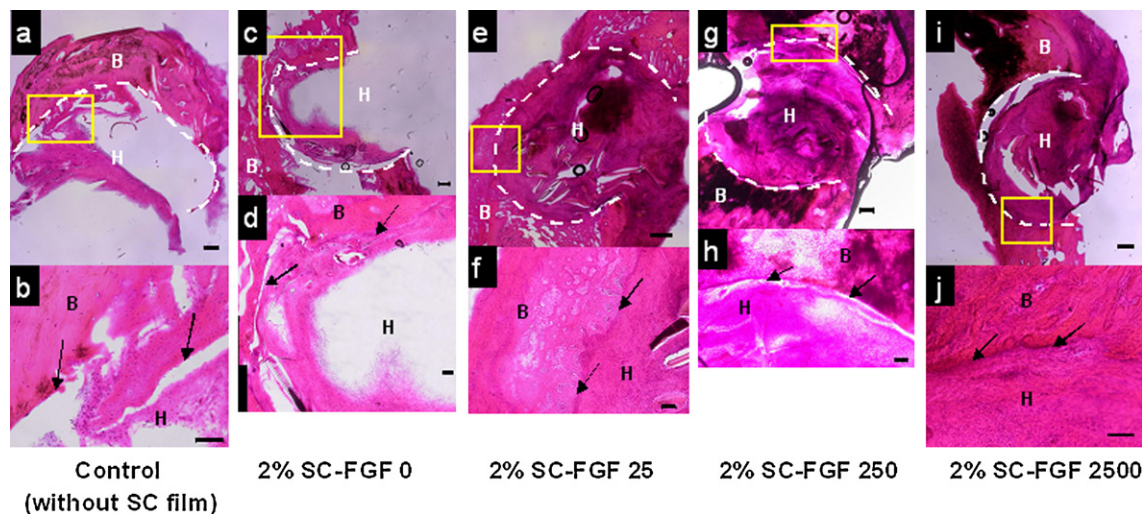 a
B
H
b
B
H
c
H
B
d
B
H
e
H
B
f
B
H
g
H
B
h
B
H
i
B
H
j
B
H
Control
(without SC film)
2% SC-FGF 0
2% SC-FGF 25
2% SC-FGF 250
2% SC-FGF 2500